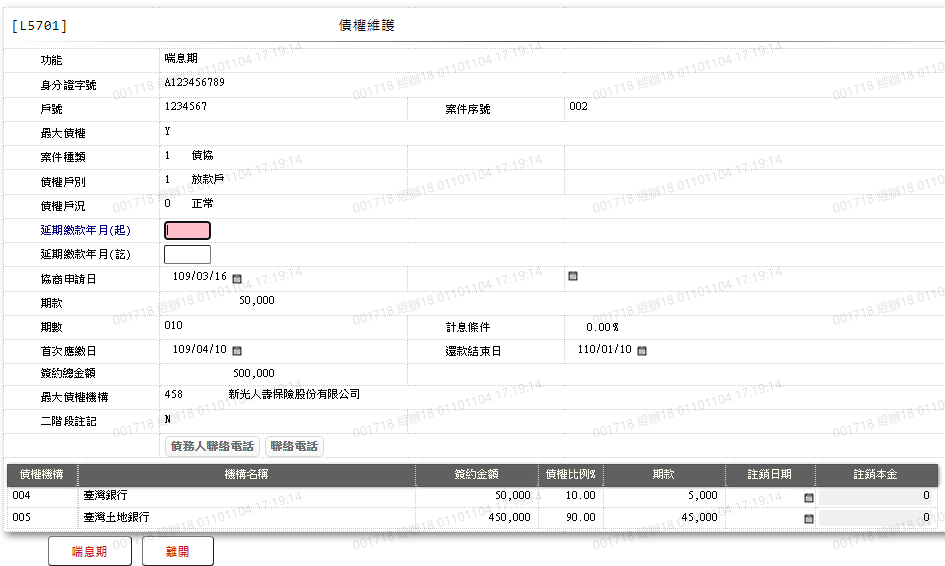 [L5701] 債權維護
功能 喘息期
身分證字號 A123456789
戶號 1234567 案件序號 002
最大債權 Y
案件種類 1 債協
債權戶別 1 放款戶
債權戶況 0 正常
延期繳款年月(起)
延期繳款年月(訖)
協商申請日 109/03/16
期款 50,000
期數 010 計息條件 0.00%
首次應繳日 109/04/10 還款結束日 110/01/10
簽約總金額 500,000
最大債權機構 458 新光人壽保險股份有限公司
二階段註記 N
債務人聯絡電話 聯絡電話
債權機構 機構名稱 簽約金額 債權比例% 期款 註銷日期 註銷本金
004 臺灣銀行 50,000 10.00 5,000 0
005 臺灣土地銀行 450,000 90.00 45,000 0
喘息期 離開
001718 經辦18 01101104 17:19:14